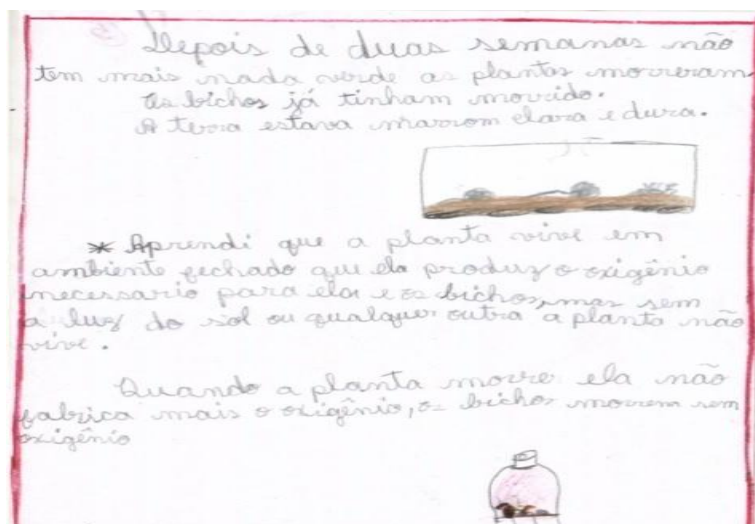 Depois de duas semanas não
tem mais nada verde as plantas morreram
Os bichos já tinham morrido.
A terra estava marrom clara e dura.
* Aprendi que a planta vive em
ambiente fechado que ela produz o oxigênio
necessario para ela e os bichos, mas sem
a luz do sol ou qualquer outra a planta não
vive.
Quando a planta morre ela não
fabrica mais o oxigênio, os bichos morrem sem
oxigênio